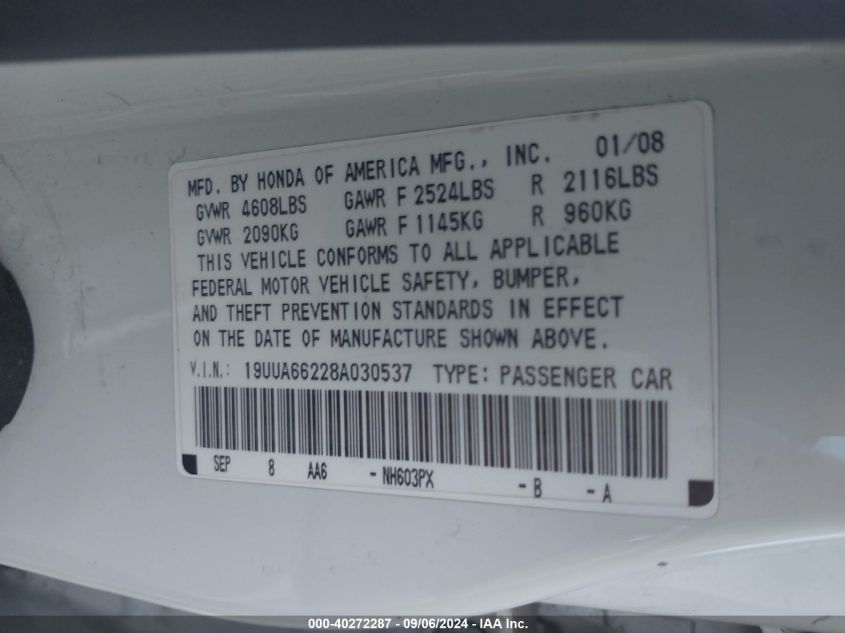 MFD. BY HONDA OF AMERICA MFG., INC. 01/08
GVWR 4608LBS GAWR F 2524LBS R 2116LBS
GVWR 2090KG GAWR F 1145KG R 960KG
THIS VEHICLE CONFORMS TO ALL APPLICABLE
FEDERAL MOTOR VEHICLE SAFETY, BUMPER,
AND THEFT PREVENTION STANDARDS IN EFFECT
ON THE DATE OF MANUFACTURE SHOWN ABOVE.
V.I.N.: 19UUA66228A030537 TYPE: PASSENGER CAR
SEP 8 AA6 - NH603PX - B - A
000-40272287 - 09/06/2024 - IAA Inc.